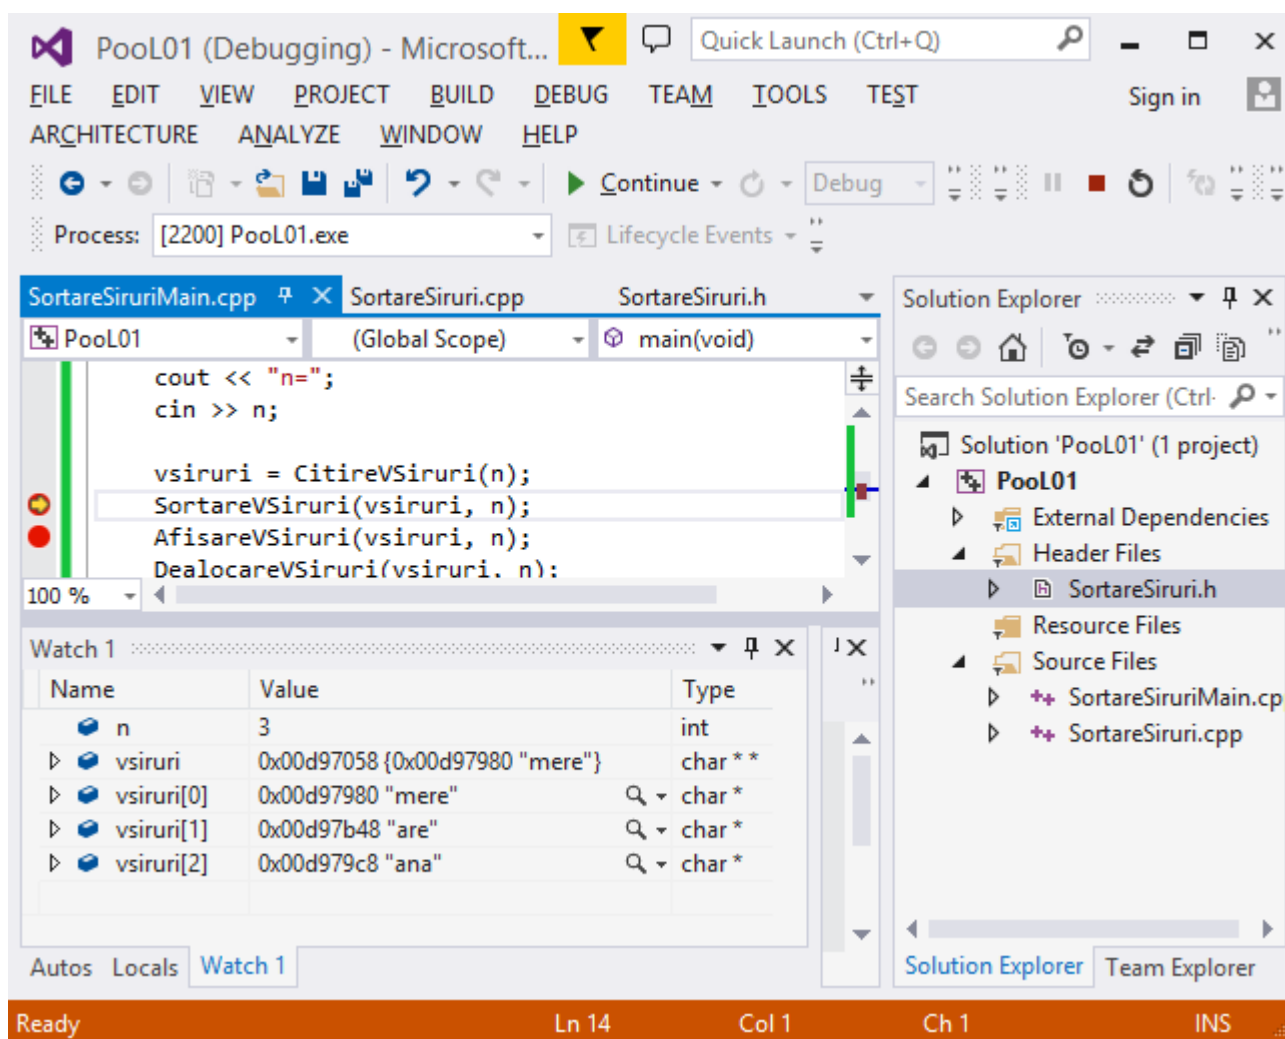 PooL01 (Debugging) - Microsoft...
Quick Launch (Ctrl+Q)
FILE EDIT VIEW PROJECT BUILD DEBUG TEAM TOOLS TEST
Sign in
ARCHITECTURE ANALYZE WINDOW HELP
Continue
Debug
Process: [2200] PooL01.exe
Lifecycle Events
SortareSiruriMain.cpp SortareSiruri.cpp SortareSiruri.h
PooL01 (Global Scope) main(void)
cout << "n=";
cin >> n;
vsiruri = CitireVSiruri(n);
SortareVSiruri(vsiruri, n);
AfisareVSiruri(vsiruri, n);
DealocareVSiruri(vsiruri, n);
100 %
Watch 1
Name Value Type
n 3 int
vsiruri 0x00d97058 {0x00d97980 "mere"} char * *
vsiruri[0] 0x00d97980 "mere" char *
vsiruri[1] 0x00d97b48 "are" char *
vsiruri[2] 0x00d979c8 "ana" char *
Autos Locals Watch 1
Solution Explorer
Search Solution Explorer (Ctrl-
Solution 'PooL01' (1 project)
PooL01
External Dependencies
Header Files
SortareSiruri.h
Resource Files
Source Files
SortareSiruriMain.cp
SortareSiruri.cpp
Solution Explorer Team Explorer
Ready Ln 14 Col 1 Ch 1 INS